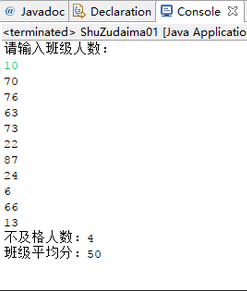 @ Javadoc Declaration Console
<terminated> ShuZudaima01 [Java Applicatio
请输入班级人数：
10
70
76
63
73
22
87
24
6
66
13
不及格人数：4
班级平均分：50